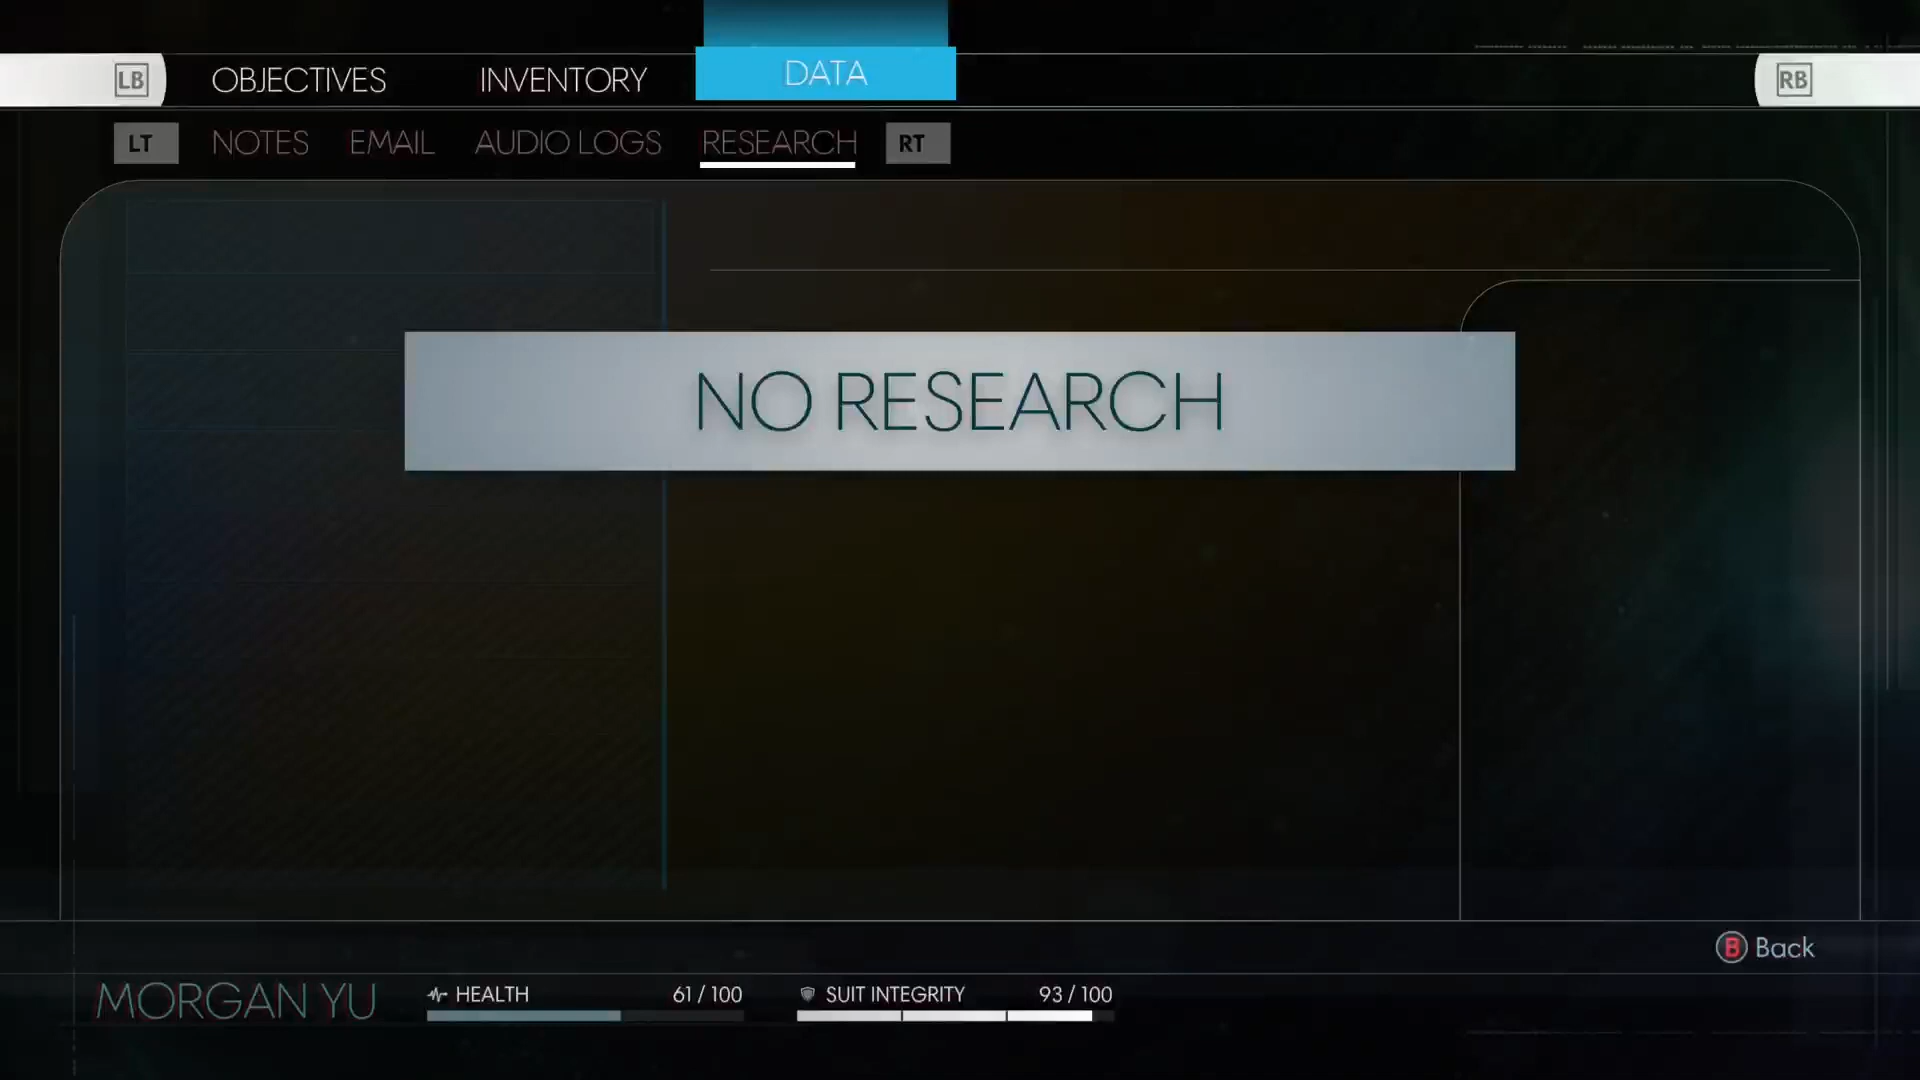 LB OBJECTIVES INVENTORY DATA RB
LT NOTES EMAIL AUDIO LOGS RESEARCH RT
NO RESEARCH
B Back
MORGAN YU HEALTH 61 / 100 SUIT INTEGRITY 93 / 100